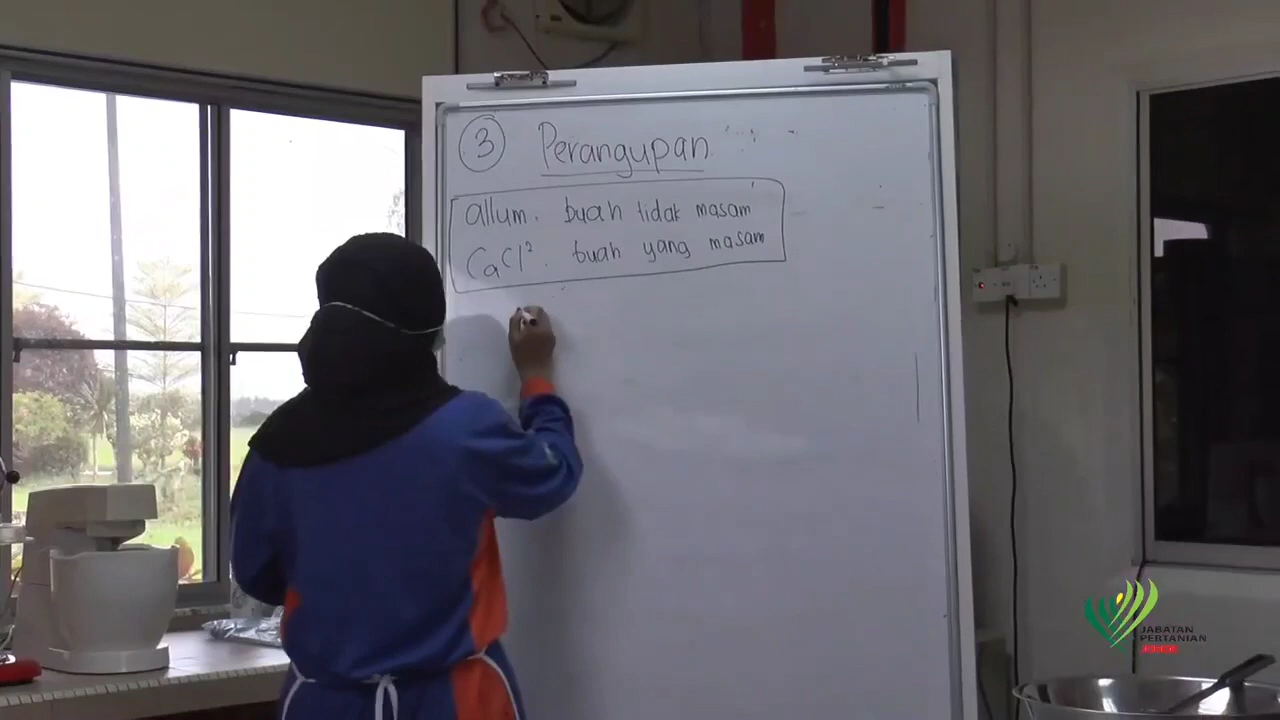 3 Perangupan
allum. buah tidak masam
CaCl². buah yang masam
JABATAN
PERTANIAN